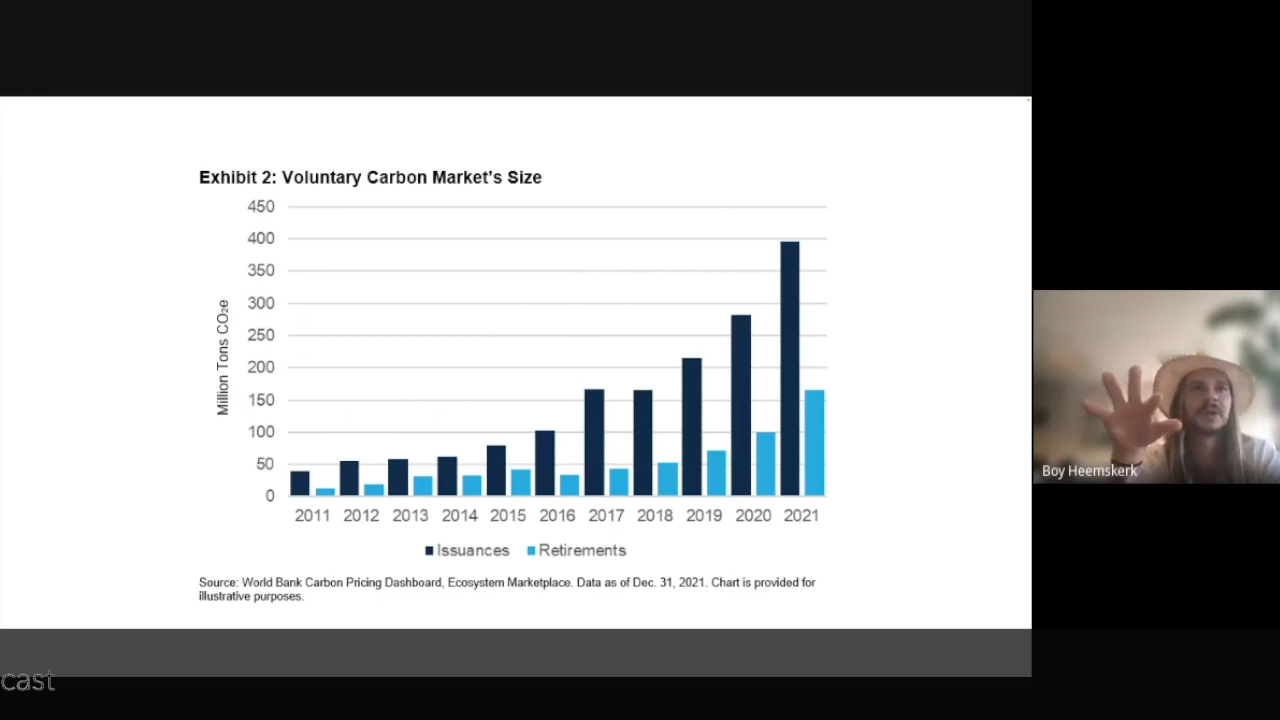 Exhibit 2: Voluntary Carbon Market's Size
450
400
350
300
250
200
150
100
50
0
Million Tons CO₂e
2011 2012 2013 2014 2015 2016 2017 2018 2019 2020 2021
Issuances Retirements
Source: World Bank Carbon Pricing Dashboard, Ecosystem Marketplace. Data as of Dec. 31, 2021. Chart is provided for
illustrative purposes.
Boy Heemskerk
cast